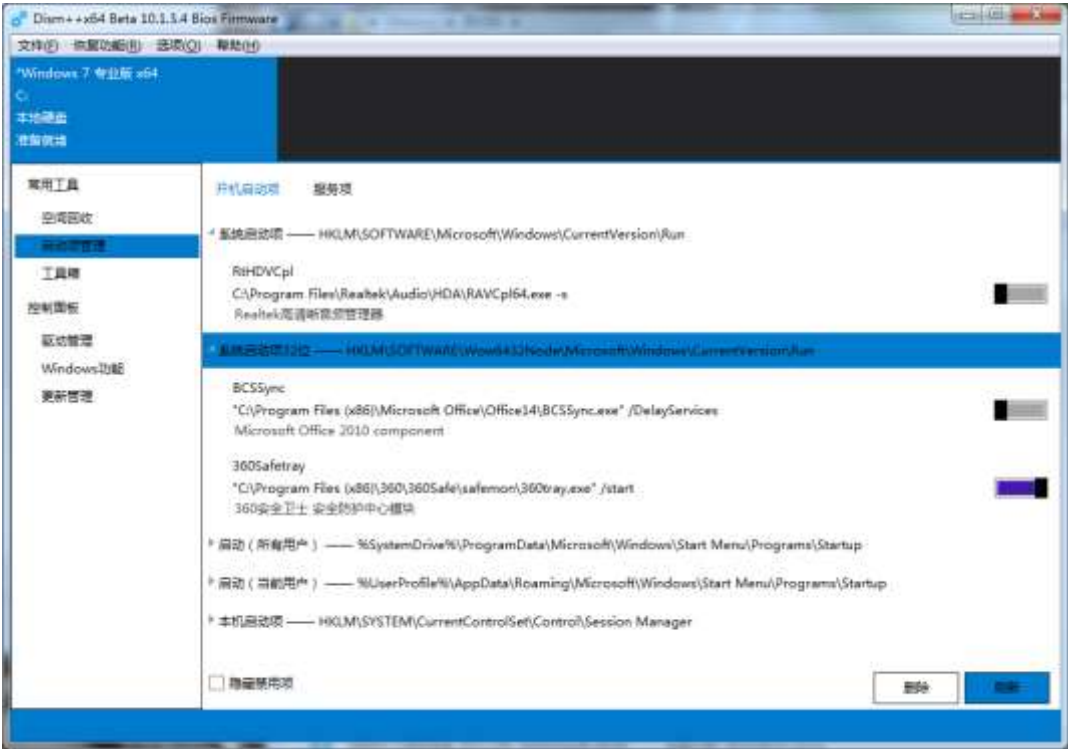 Dism++x64 Beta 10.1.3.4 Bios Firmware
文件(F) 恢复功能(R) 选项(O) 帮助(H)
*Windows 7 专业版 x64
C:
本地硬盘
准备就绪
常用工具
空间回收
启动项管理
工具箱
控制面板
驱动管理
Windows功能
更新管理
开机启动项 服务项
系统启动项 —— HKLM\SOFTWARE\Microsoft\Windows\CurrentVersion\Run
RtHDVCpl
C:\Program Files\Realtek\Audio\HDA\RAVCpl64.exe -s
Realtek高清晰音频管理器
系统启动项32位 —— HKLM\SOFTWARE\Wow6432Node\Microsoft\Windows\CurrentVersion\Run
BCSSync
"C:\Program Files (x86)\Microsoft Office\Office14\BCSSync.exe" /DelayServices
Microsoft Office 2010 component
360Safetray
"C:\Program Files (x86)\360\360Safe\safemon\360tray.exe" /start
360安全卫士 安全防护中心模块
启动（所有用户） —— %SystemDrive%\ProgramData\Microsoft\Windows\Start Menu\Programs\Startup
启动（当前用户） —— %UserProfile%\AppData\Roaming\Microsoft\Windows\Start Menu\Programs\Startup
本机启动项 —— HKLM\SYSTEM\CurrentControlSet\Control\Session Manager
隐藏禁用项
删除 刷新